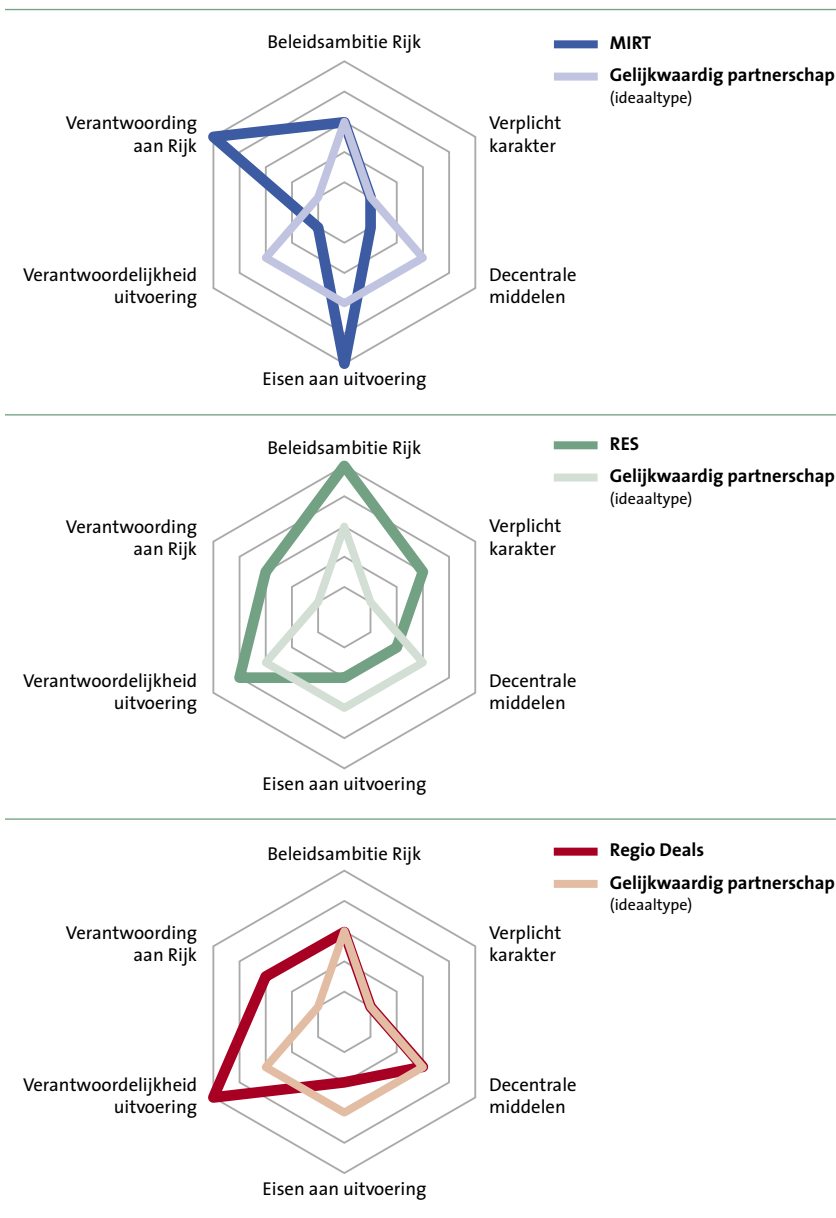 Beleidsambitie Rijk
MIRT
Gelijkwaardig partnerschap
(ideaaltype)
Verantwoording
aan Rijk
Verplicht
karakter
Verantwoordelijkheid
uitvoering
Decentrale
middelen
Eisen aan uitvoering
Beleidsambitie Rijk
RES
Gelijkwaardig partnerschap
(ideaaltype)
Verantwoording
aan Rijk
Verplicht
karakter
Verantwoordelijkheid
uitvoering
Decentrale
middelen
Eisen aan uitvoering
Beleidsambitie Rijk
Regio Deals
Gelijkwaardig partnerschap
(ideaaltype)
Verantwoording
aan Rijk
Verplicht
karakter
Verantwoordelijkheid
uitvoering
Decentrale
middelen
Eisen aan uitvoering